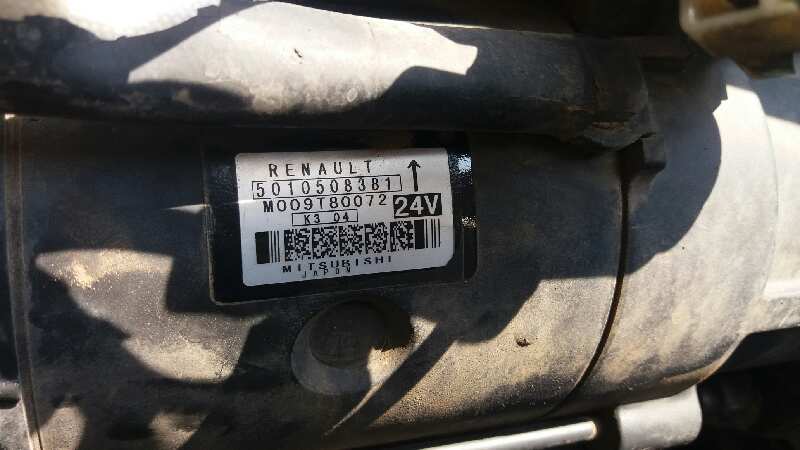 RENAULT
5010508381
M009T80072
24V
K3 04
MITSUBISHI
JAPAN